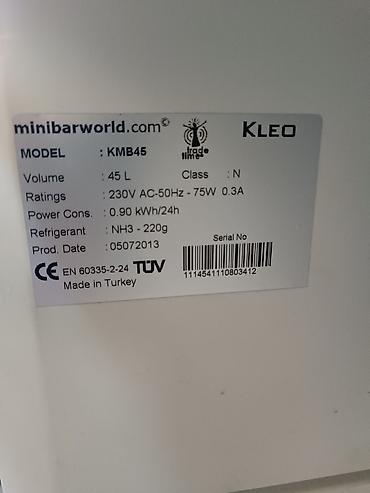 minibarworld.com©
trade time
KLEO
MODEL : KMB45
Volume : 45 L Class : N
Ratings : 230V AC-50Hz - 75W 0.3A
Power Cons. : 0.90 kWh/24h
Refrigerant : NH3 - 220g
Prod. Date : 05072013
Serial No
CE EN 60335-2-24 TÜV
1114541110803412
Made in Turkey